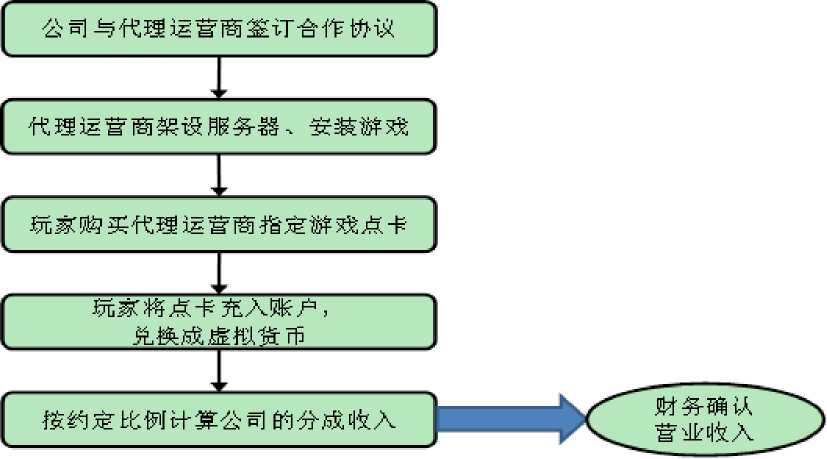 公司与代理运营商签订合作协议
代理运营商架设服务器、安装游戏
玩家购买代理运营商指定游戏点卡
玩家将点卡充入账户，
兑换成虚拟货币
按约定比例计算公司的分成收入
财务确认
营业收入